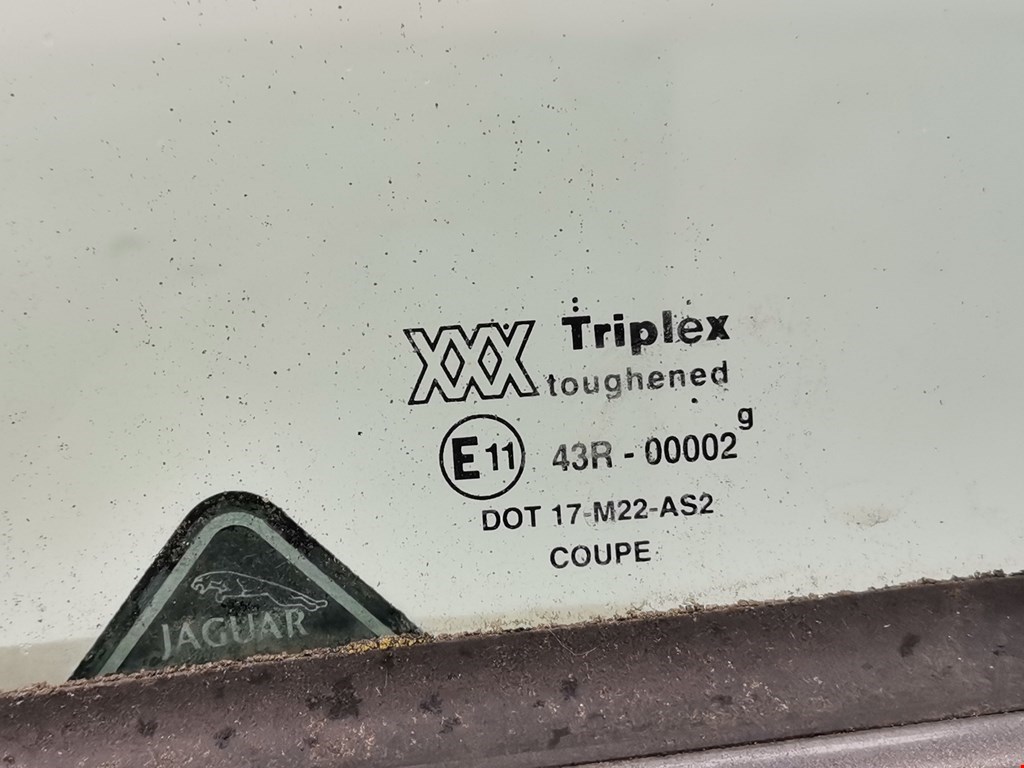 XXX Triplex
toughened
E11 43R - 00002 g
DOT 17-M22-AS2
COUPE
JAGUAR